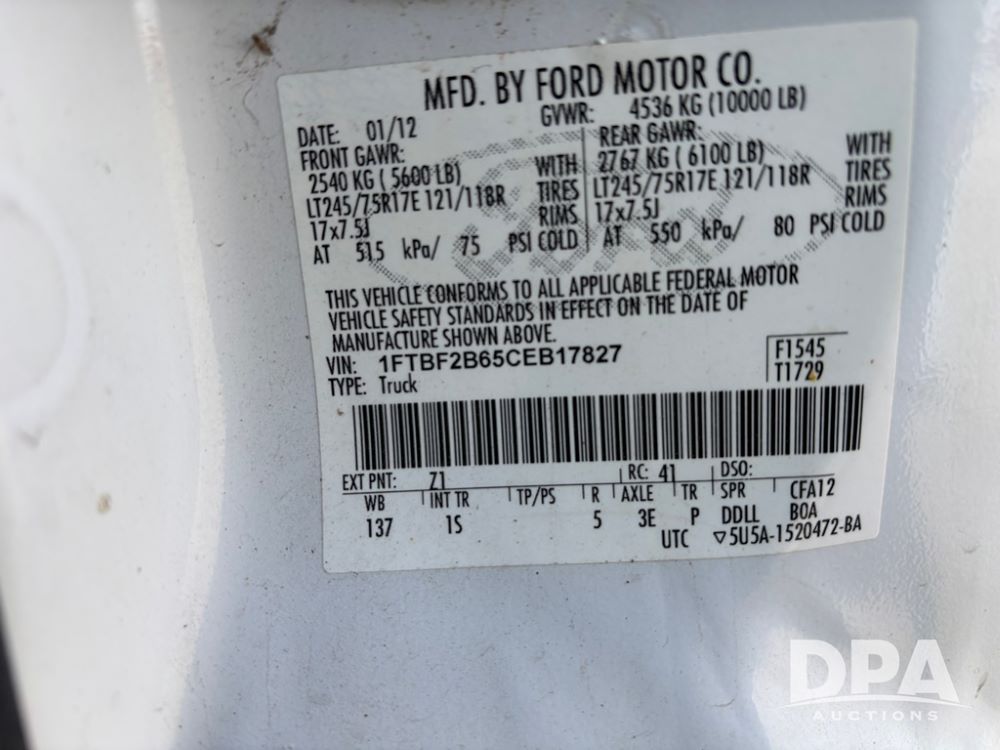 MFD. BY FORD MOTOR CO.
DATE: 01/12 GVWR: 4536 KG (10000 LB)
FRONT GAWR: REAR GAWR:
2540 KG ( 5600 LB) WITH 2767 KG ( 6100 LB) WITH
LT245/75R17E 121/118R TIRES LT245/75R17E 121/118R TIRES
17x7.5J RIMS 17x7.5J RIMS
AT 515 kPa/ 75 PSI COLD AT 550 kPa/ 80 PSI COLD
THIS VEHICLE CONFORMS TO ALL APPLICABLE FEDERAL MOTOR
VEHICLE SAFETY STANDARDS IN EFFECT ON THE DATE OF
MANUFACTURE SHOWN ABOVE.
VIN: 1FTBF2B65CEB17827 F1545
TYPE: Truck T1729
EXT PNT: Z1 RC: 41 DSO:
WB INT TR TP/PS R AXLE TR SPR CFA12
137 1S 5 3E P DDLL BOA
UTC ▽5U5A-1520472-BA
DPA
AUCTIONS